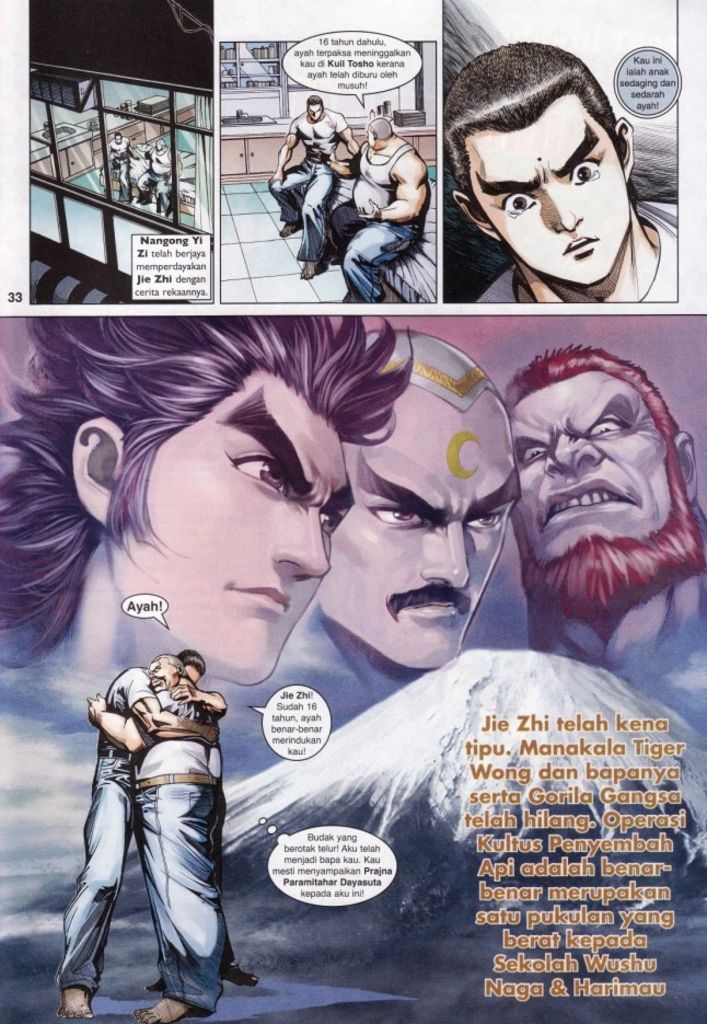 Nangong Yi
Zi telah berjaya
memperdayakan
Jie Zhi dengan
cerita rekaannya.
16 tahun dahulu,
ayah terpaksa meninggalkan
kau di Kuil Tosho kerana
ayah telah diburu oleh
musuh!
Kau ini
ialah anak
sedaging dan
sedarah
ayah!
33
Ayah!
Jie Zhi!
Sudah 16
tahun, ayah
benar-benar
merindukan
kau!
Budak yang
berotak telur! Aku telah
menjadi bapa kau. Kau
mesti menyampaikan Prajna
Paramitahar Dayasuta
kepada aku ini!
Jie Zhi telah kena
tipu. Manakala Tiger
Wong dan bapanya
serta Gorila Gangsa
telah hilang. Operasi
Kultus Penyembah
Api adalah benar-
benar merupakan
satu pukulan yang
berat kepada
Sekolah Wushu
Naga & Harimau